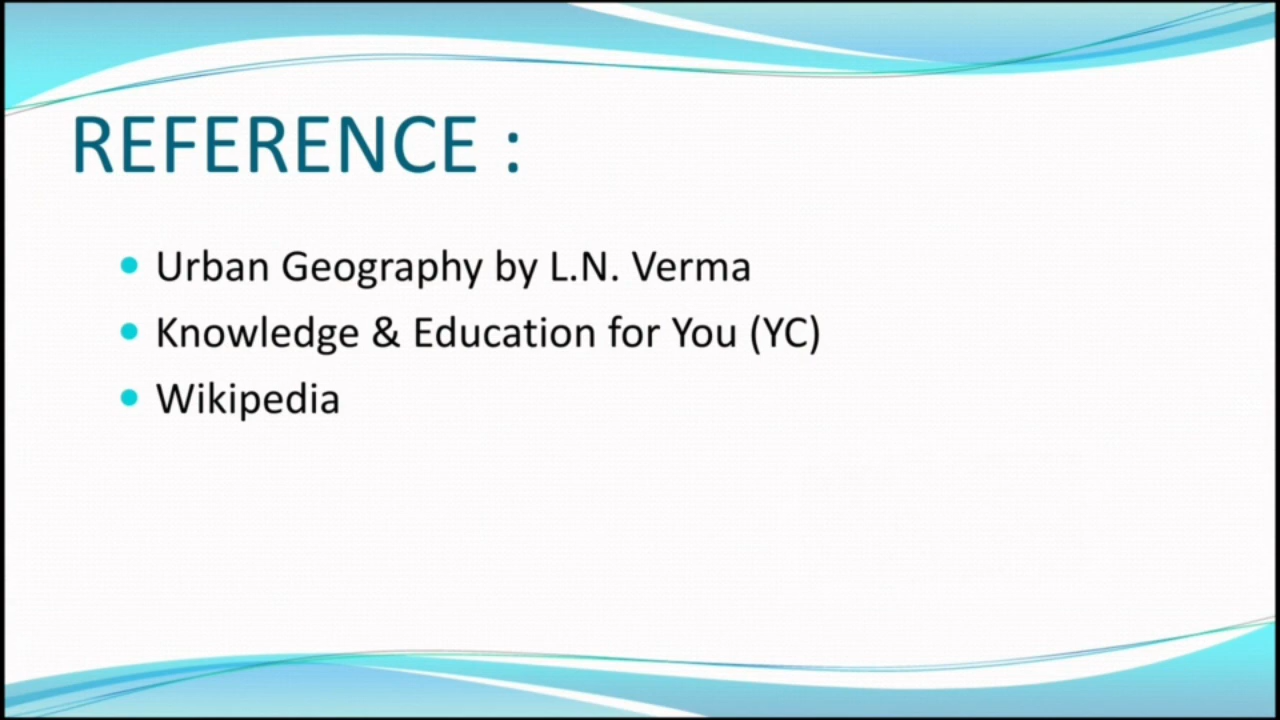 REFERENCE :
Urban Geography by L.N. Verma
Knowledge & Education for You (YC)
Wikipedia